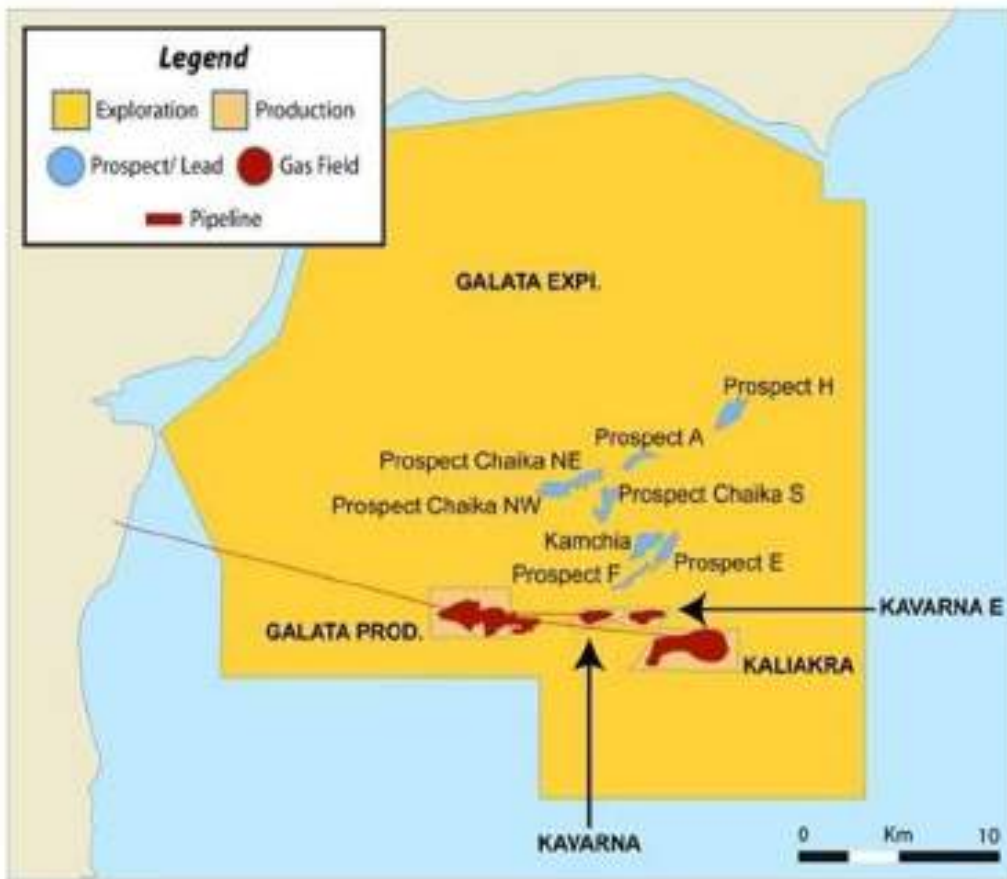 Legend
Exploration Production
Prospect/ Lead Gas Field
Pipeline
GALATA EXPl.
Prospect H
Prospect A
Prospect Chaika NE
Prospect Chaika NW
Prospect Chaika S
Kamchia
Prospect E
Prospect F
KAVARNA E
GALATA PROD.
KALIAKRA
KAVARNA
0 Km 10